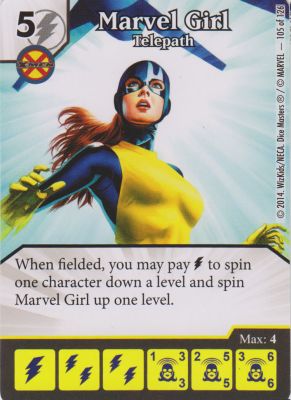 5
Marvel Girl
Telepath
X-MEN
© 2014. WizKids/NECA. Dice Masters ®/ © MARVEL — 105 of 126
When fielded, you may pay to spin
one character down a level and spin
Marvel Girl up one level.
Max: 4
1 3 3
2 5 5
3 6 6